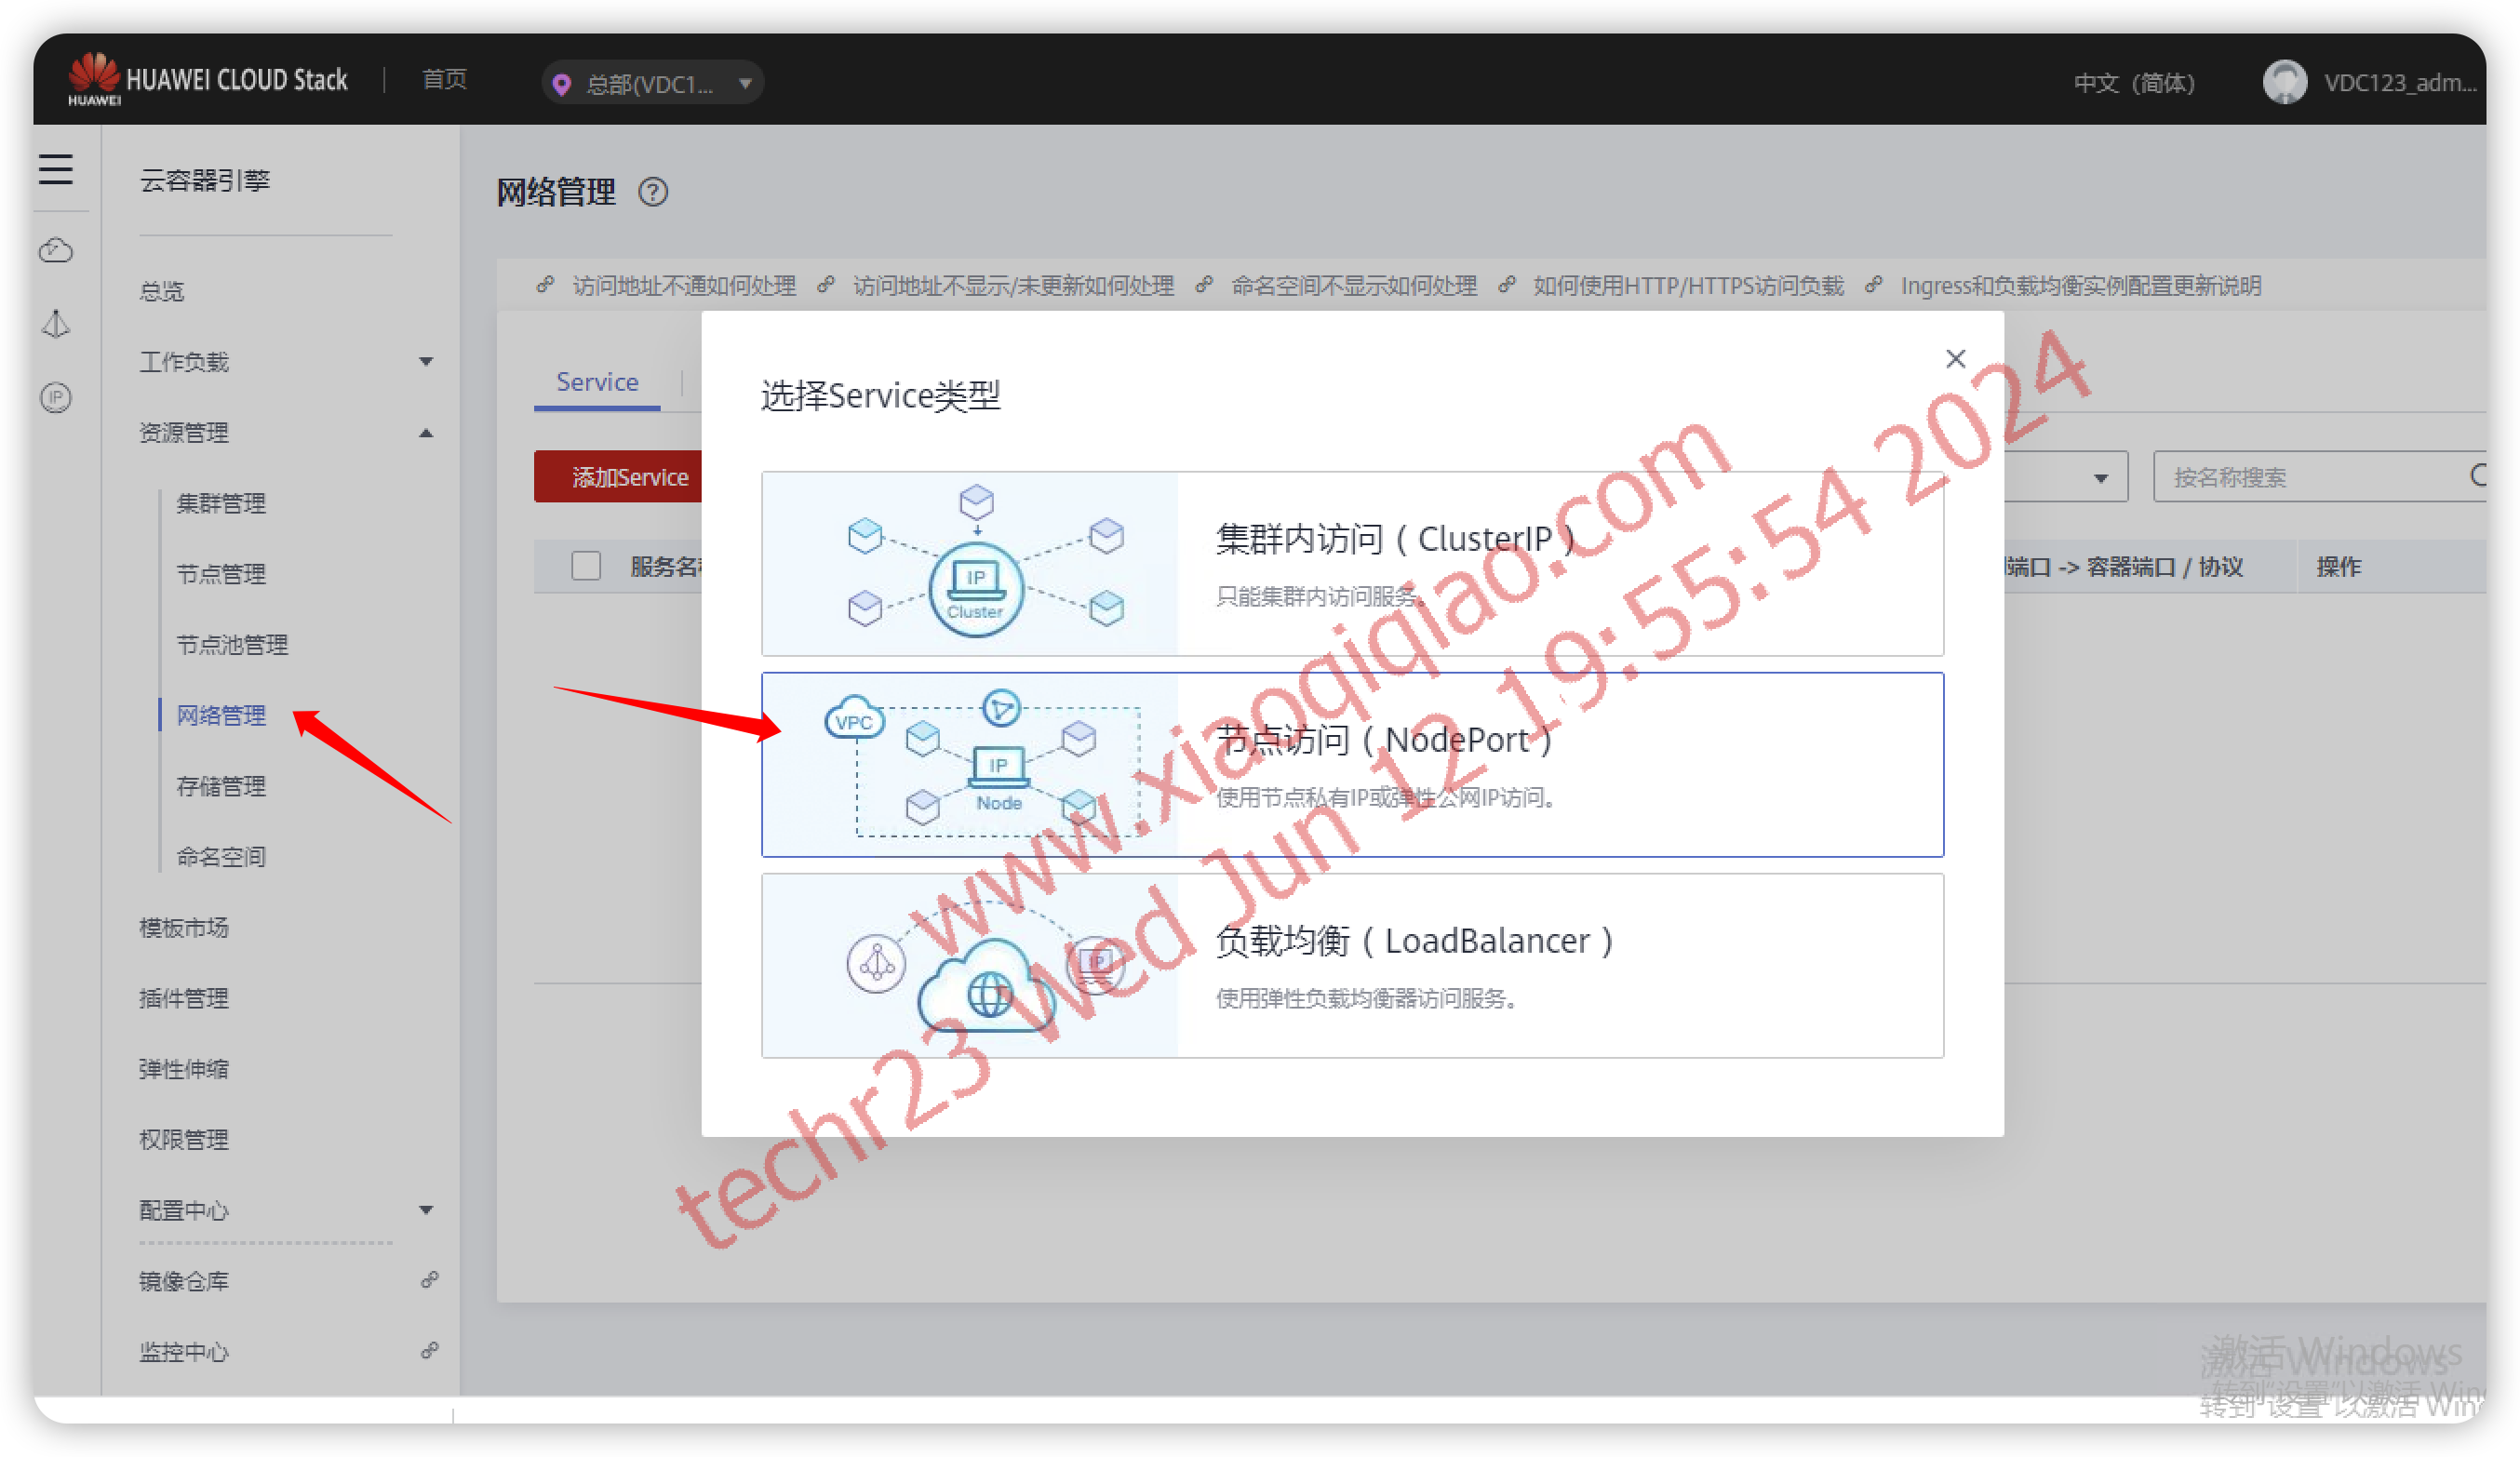 HUAWEI
HUAWEI CLOUD Stack
首页
总部(VDC1...
中文（简体）
VDC123_adm...
云容器引擎
总览
工作负载
资源管理
集群管理
节点管理
节点池管理
网络管理
存储管理
命名空间
模板市场
插件管理
弹性伸缩
权限管理
配置中心
镜像仓库
监控中心
IP
网络管理 ?
访问地址不通如何处理 访问地址不显示/未更新如何处理 命名空间不显示如何处理 如何使用HTTP/HTTPS访问负载 Ingress和负载均衡实例配置更新说明
Service
添加Service
按名称搜索
服务名
端口 -> 容器端口 / 协议
操作
选择Service类型
IP
Cluster
集群内访问 ( ClusterIP )
只能集群内访问服务。
VPC
IP
Node
节点访问 ( NodePort )
使用节点私有IP或弹性公网IP访问。
IP
负载均衡 ( LoadBalancer )
使用弹性负载均衡器访问服务。
www.xiaoqiqiao.com
techr23 Wed Jun 12 19:55:54 2024
激活 Windows
激活 Windows
转到"设置"以激活 Win
转到"设置"以激活 Win